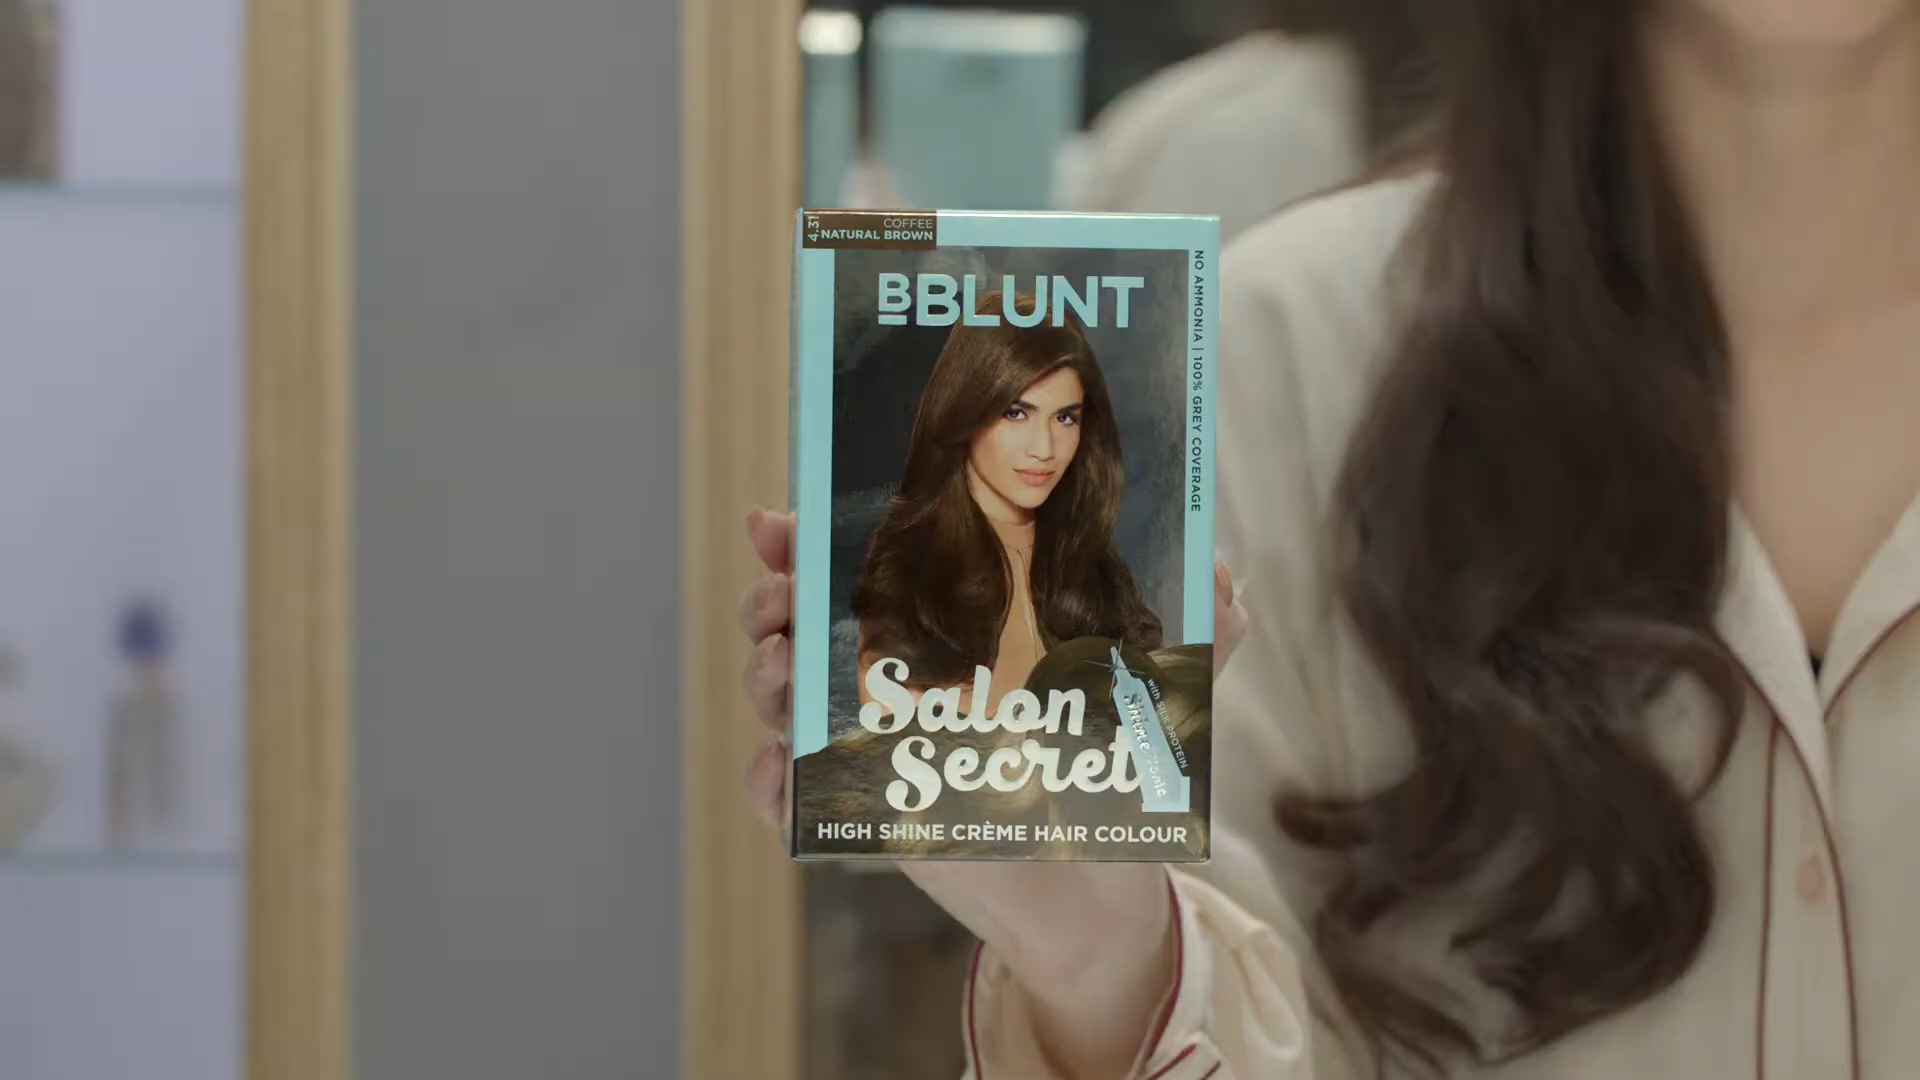 4.31
COFFEE
NATURAL BROWN
BBLUNT
NO AMMONIA | 100% GREY COVERAGE
Salon
Secret
with SILK PROTEIN
Shine Tonic
HIGH SHINE CRÈME HAIR COLOUR